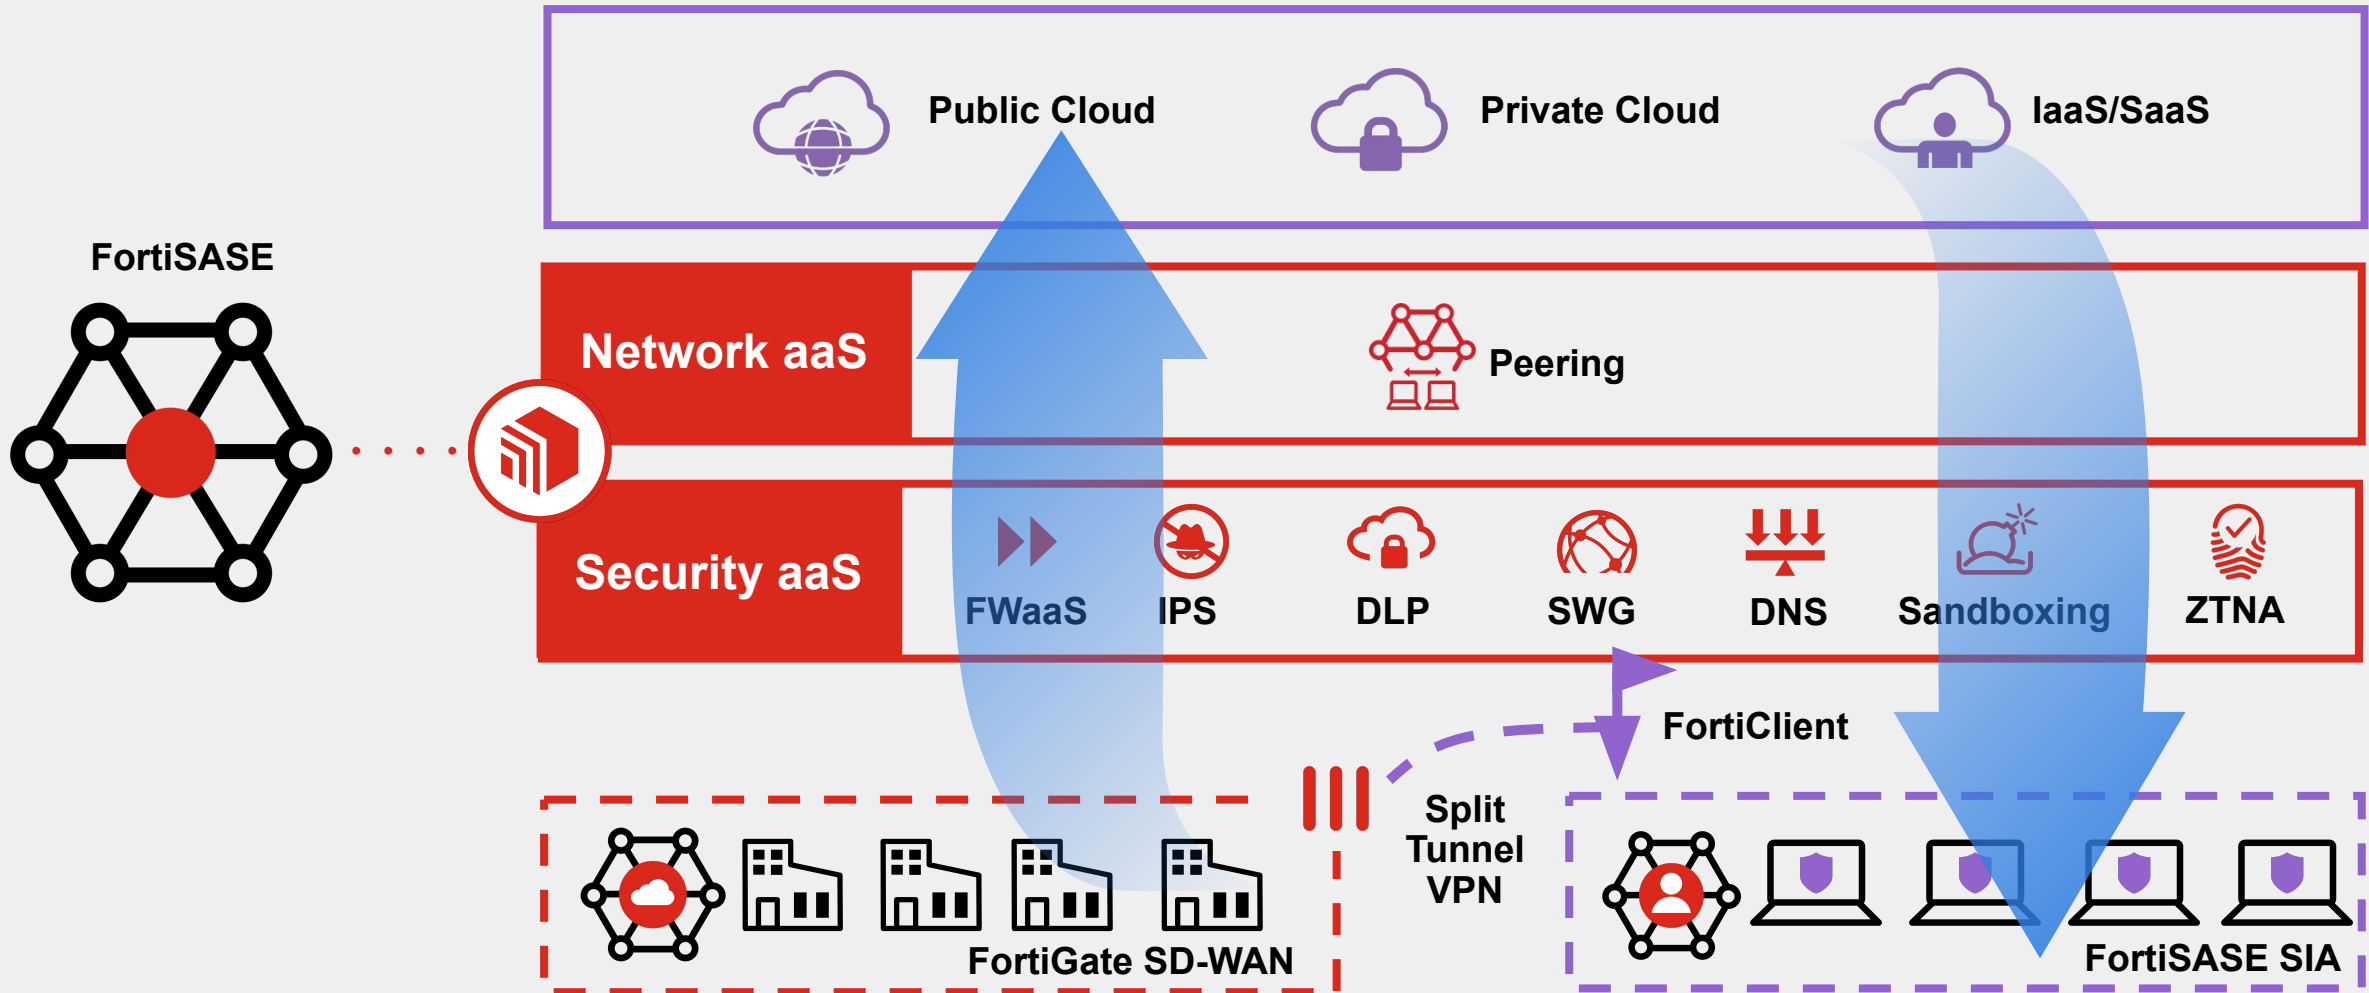 Public Cloud
Private Cloud
IaaS/SaaS
FortiSASE
Network aaS
Peering
Security aaS
FWaaS
IPS
DLP
SWG
DNS
Sandboxing
ZTNA
FortiClient
Split
Tunnel
VPN
FortiGate SD-WAN
FortiSASE SIA